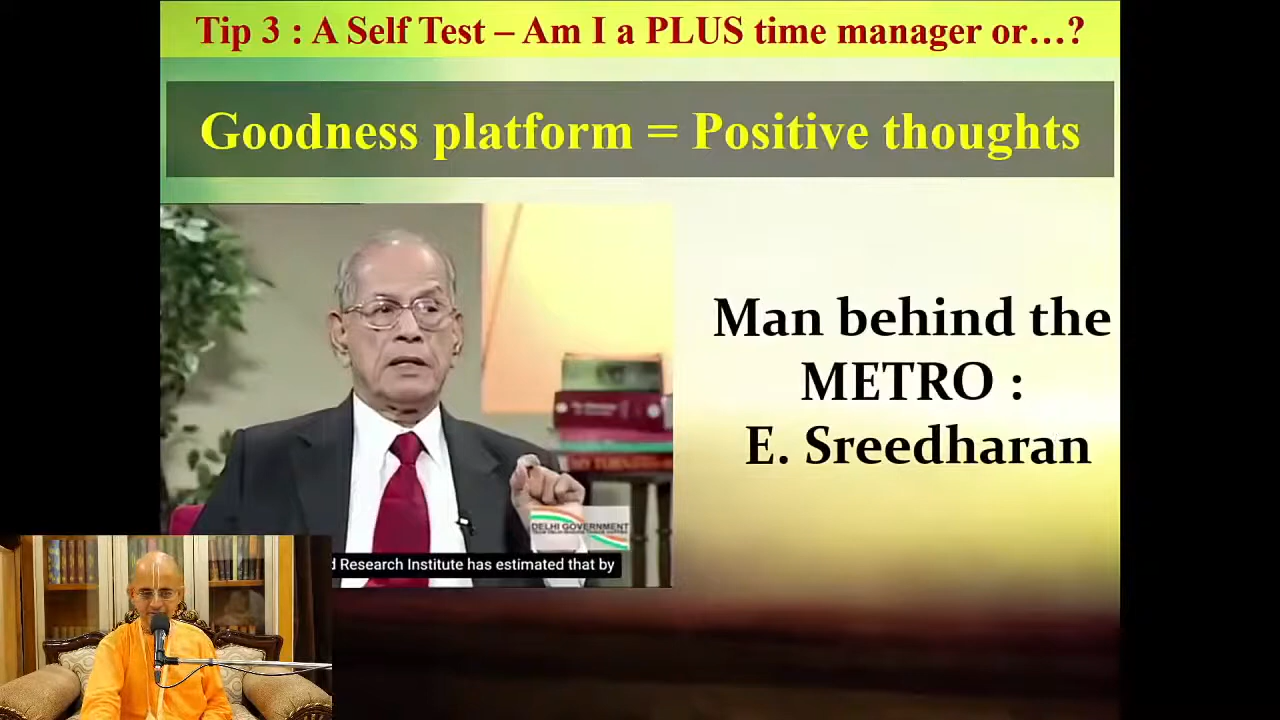 Tip 3 : A Self Test – Am I a PLUS time manager or…?
Goodness platform = Positive thoughts
Man behind the
METRO :
E. Sreedharan
DELHI GOVERNMENT
d Research Institute has estimated that by